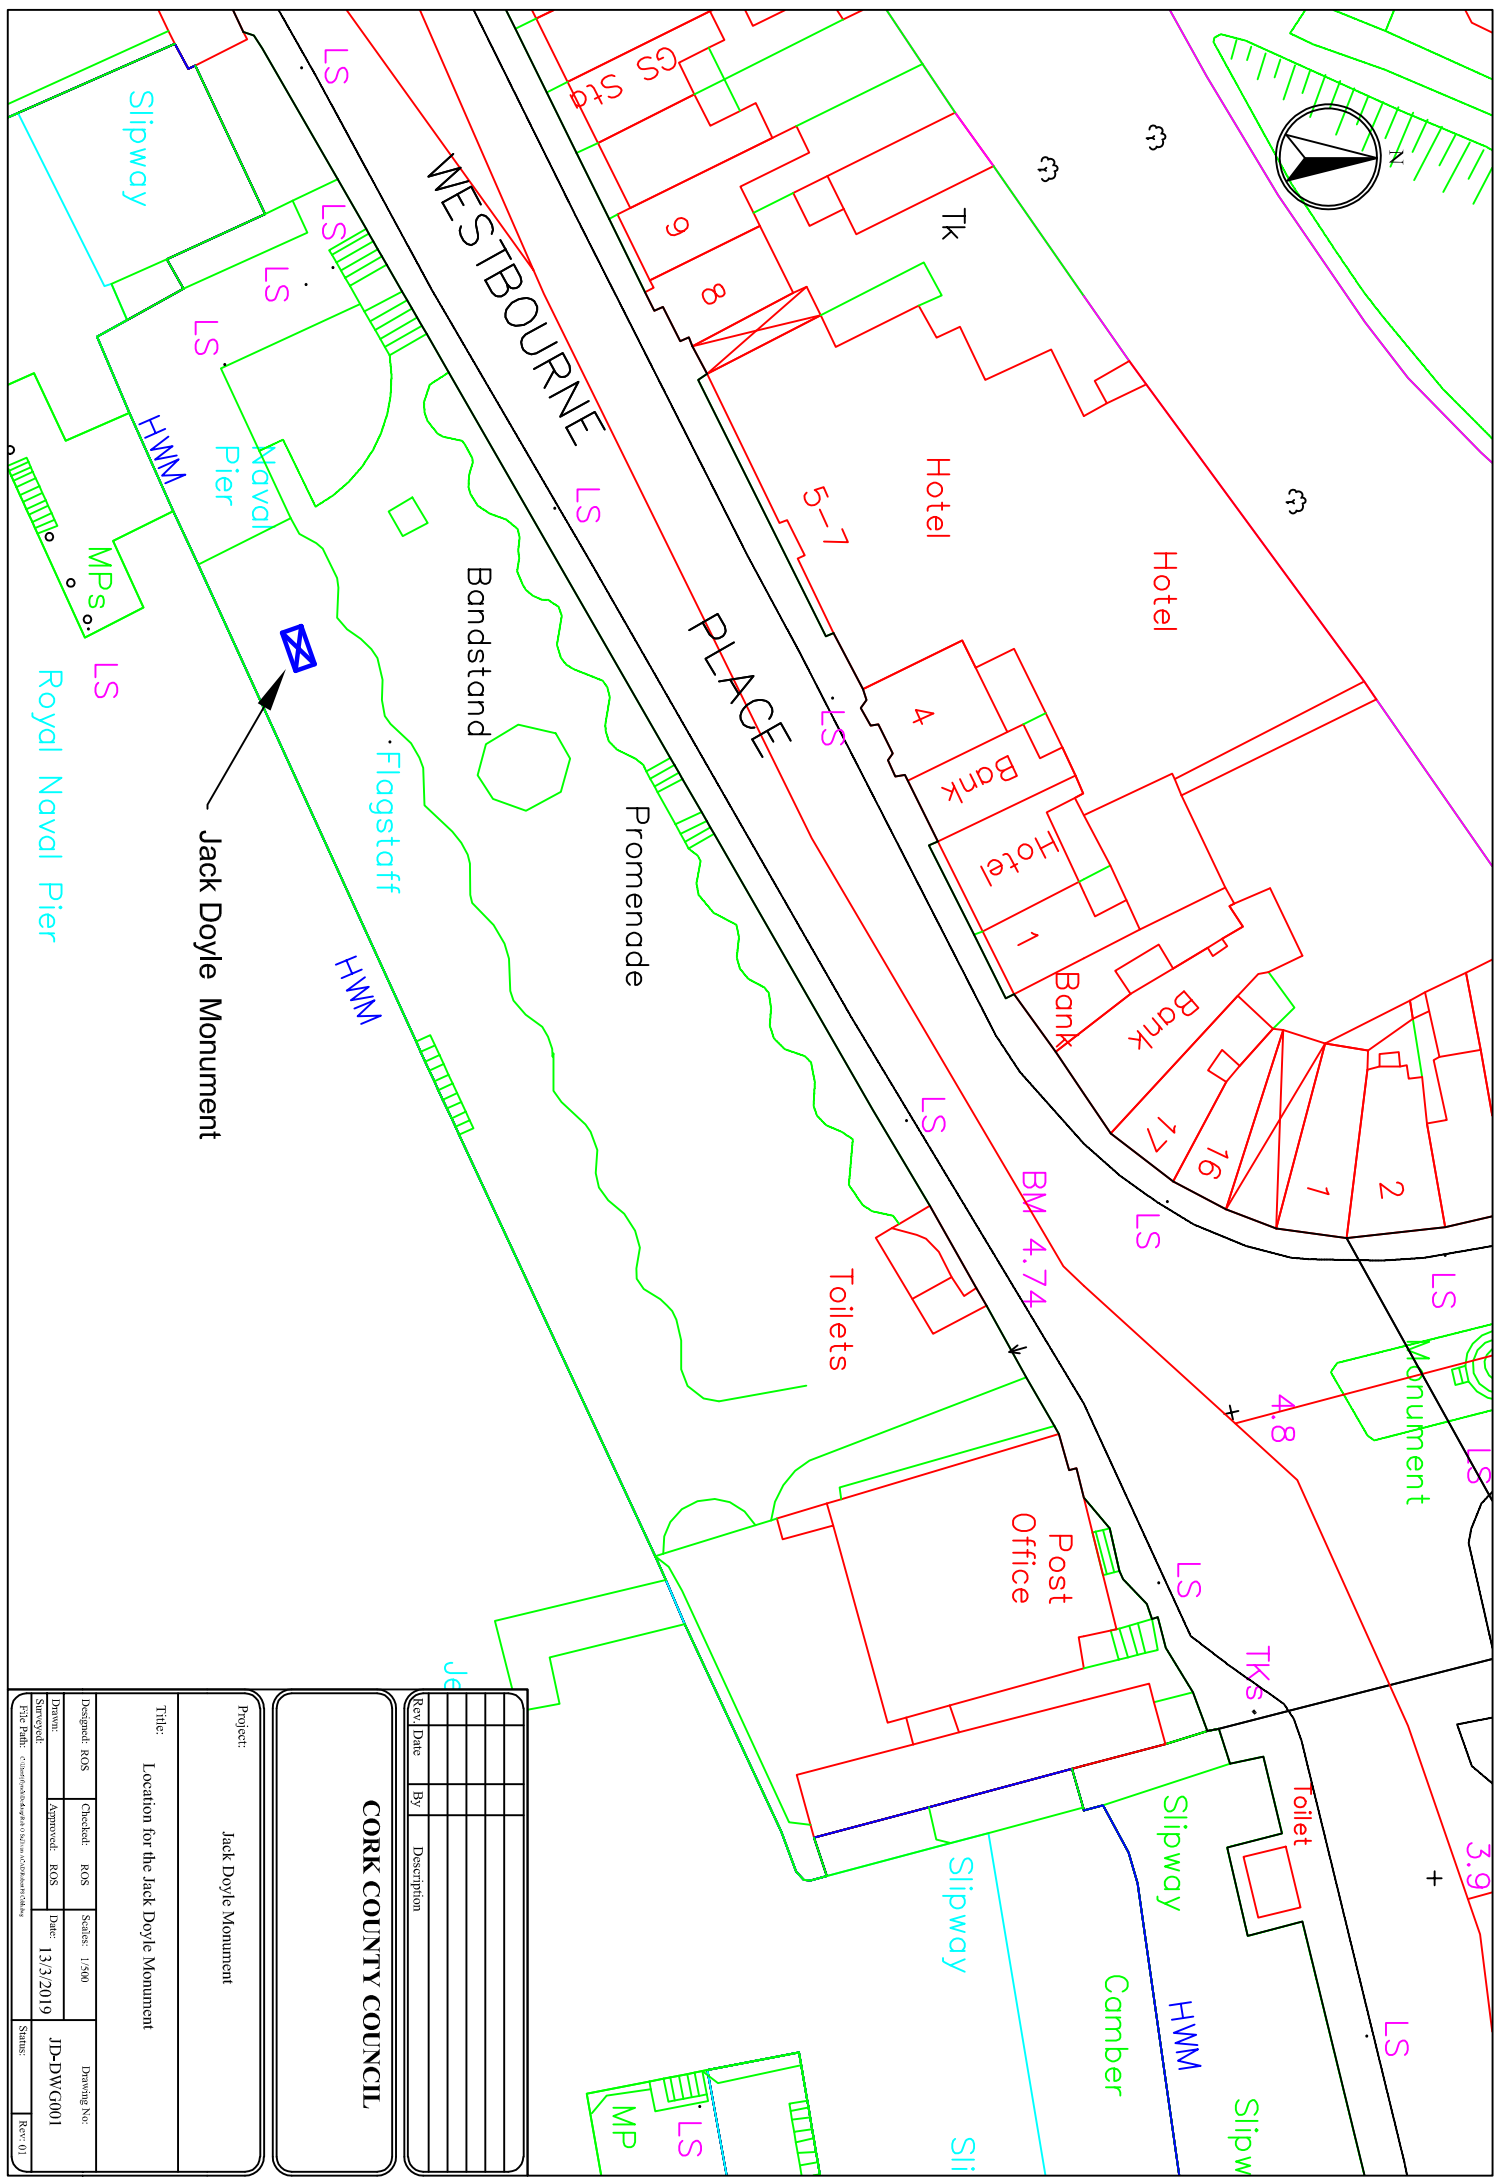 LS
GS Sta
Slipway
N
WESTBOURNE
PLACE
LS
LS
LS
9
8
Tk
HWM
Naval
Pier
Hotel
5-7
Hotel
LS
MPs
LS
Royal Naval Pier
Bandstand
Flagstaff
Promenade
Jack Doyle Monument
HWM
LS
4
Bank
Hotel
1
Bank
Bank
17
16
1
2
LS
BM 4.74
LS
LS
Toilets
Monument
4.8
LS
Post
Office
LS
TKs
Je
Toilet
3.9
Slipway
Slipway
Camber
HWM
LS
Slipw
Sli
MP
LS
Rev. Date By Description
CORK COUNTY COUNCIL
Project:
Jack Doyle Monument
Title:
Location for the Jack Doyle Monument
Designed: ROS
Checked: ROS
Scales: 1/500
Drawing No:
JD-DWG001
Drawn:
Approved: ROS
Date: 13/3/2019
Surveyed:
File Path:
Status:
Rev: 01